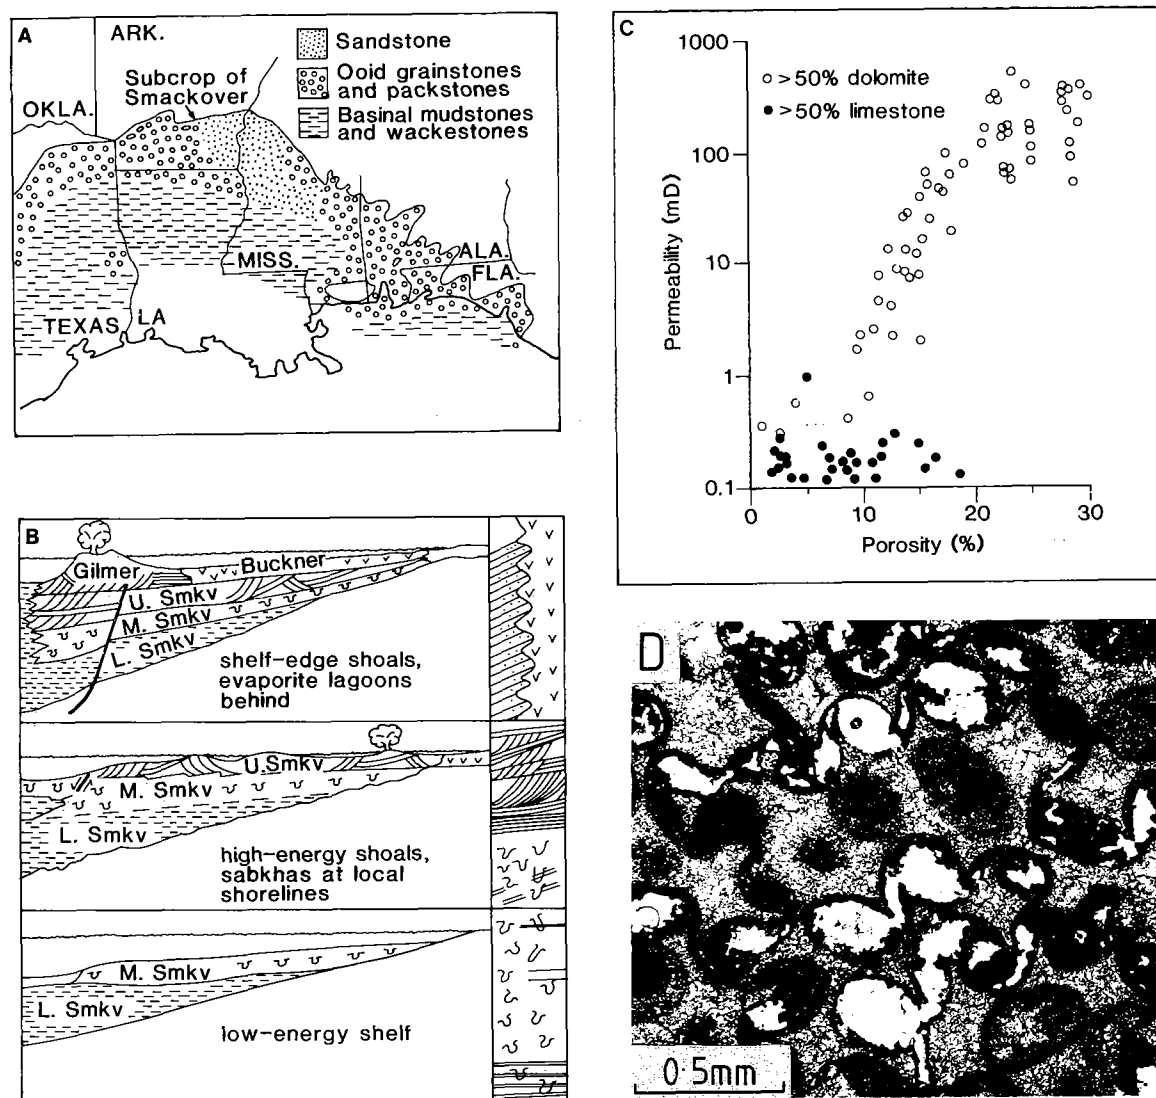 A
ARK.
Sandstone
Subcrop of
Smackover
Ooid grainstones
and packstones
OKLA.
Basinal mudstones
and wackestones
MISS.
ALA.
FLA.
TEXAS
LA
B
Gilmer
Buckner
U. Smkv
M. Smkv
L. Smkv
shelf-edge shoals,
evaporite lagoons
behind
U.Smkv
M. Smkv
L. Smkv
high-energy shoals,
sabkhas at local
shorelines
M. Smkv
L. Smkv
low-energy shelf
C
1000
>50% dolomite
>50% limestone
100
10
1
0.1
Permeability (mD)
0
10
20
30
Porosity (%)
D
0·5mm